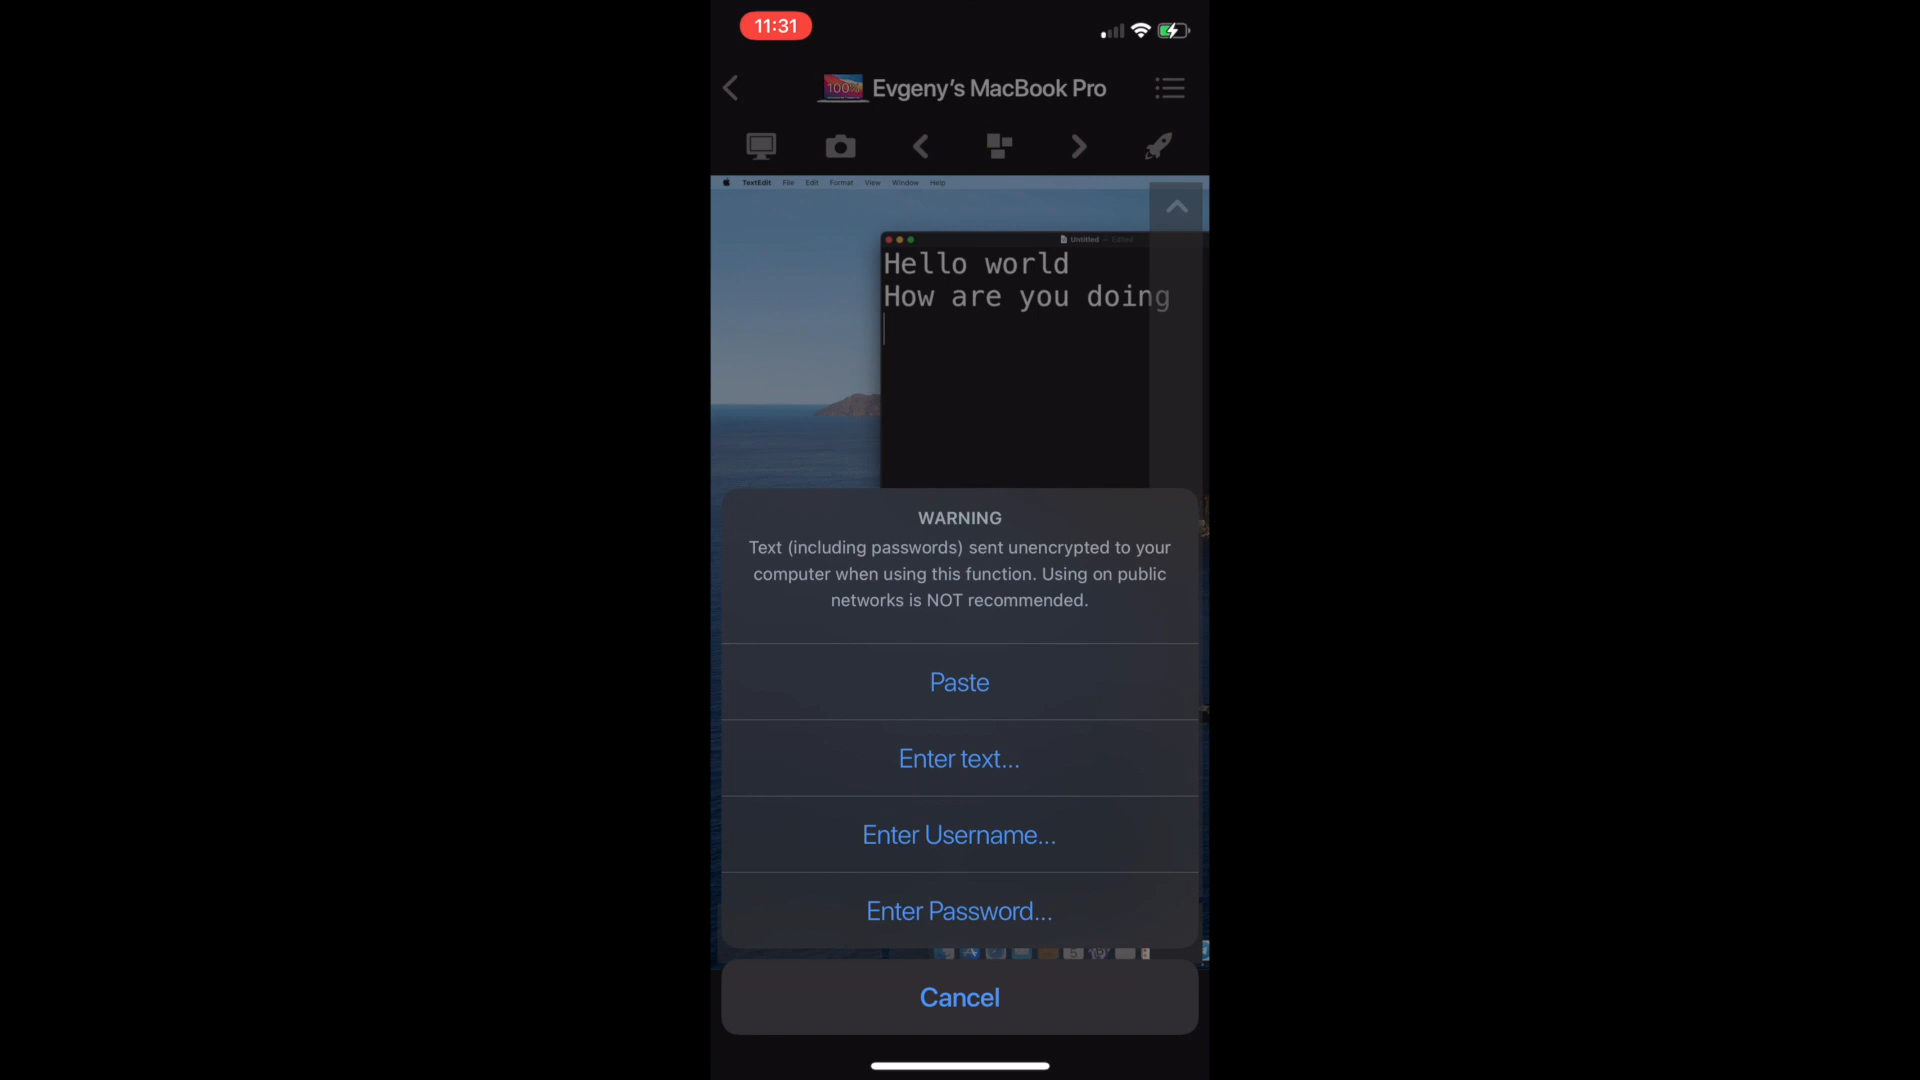 11:31
100%
Evgeny's MacBook Pro
TextEdit File Edit Format View Window Help
Untitled — Edited
Hello world
How are you doing
WARNING
Text (including passwords) sent unencrypted to your
computer when using this function. Using on public
networks is NOT recommended.
Paste
Enter text...
Enter Username...
Enter Password...
Cancel